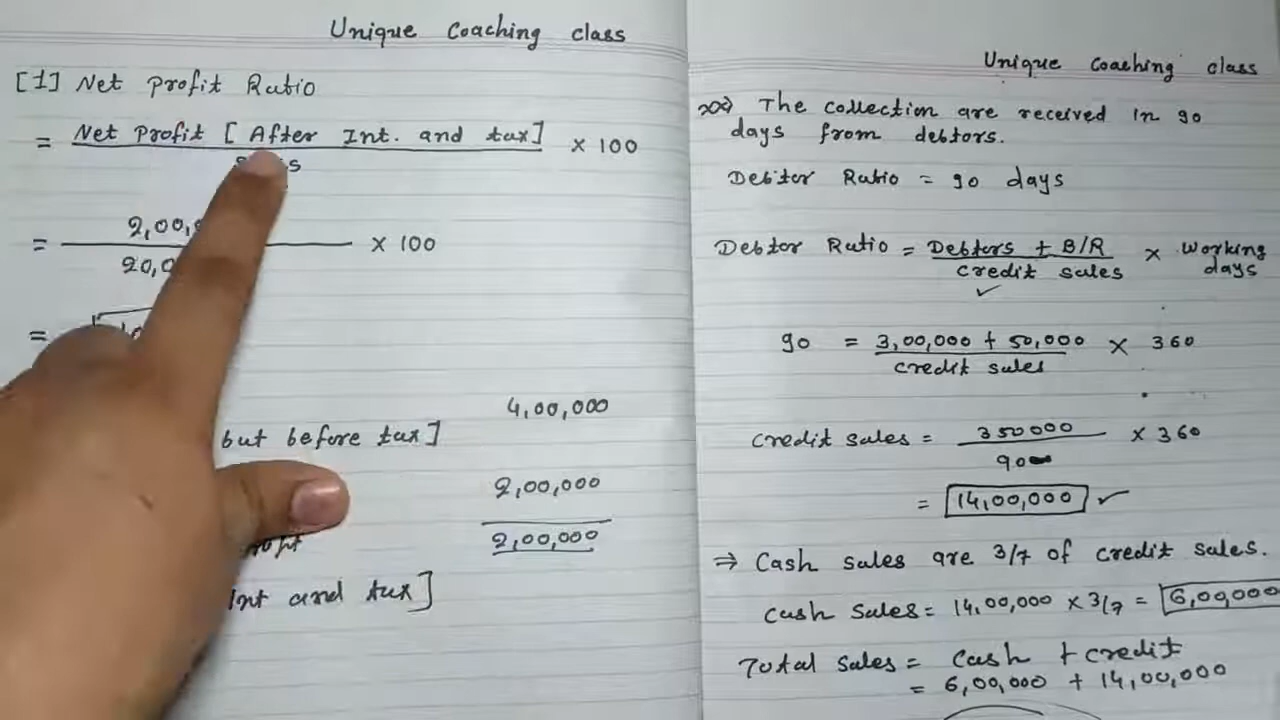 Unique Coaching class
[1] Net Profit Ratio
= Net Profit [After Int. and tax] × 100
= 2,00, × 100
20,0
=
4,00,000
but before tax]
2,00,000
2,00,000
Int and tax]
Unique Coaching class
The collection are received in 90
days from debtors.
Debtor Ratio = 90 days
Debtor Ratio = Debtors + B/R × Working days
credit sales ✓
90 = 3,00,000 + 50,000 × 360
credit sales
Credit sales = 350000 × 360
90
= 14,00,000 ✓
⇒ Cash sales are 3/7 of credit sales.
Cash sales = 14,00,000 × 3/7 = 6,00,000
Total sales = Cash + credit
= 6,00,000 + 14,00,000